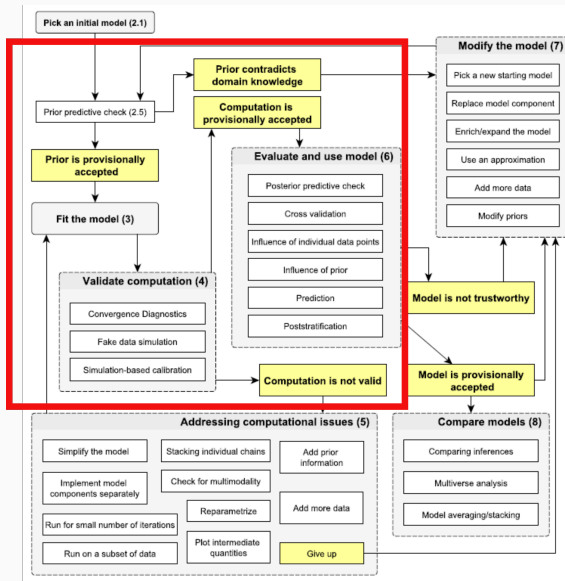 Pick an initial model (2.1)
Modify the model (7)
Prior contradicts
domain knowledge
Pick a new starting model
Computation is
provisionally accepted
Replace model component
Prior predictive check (2.5)
Enrich/expand the model
Prior is provisionally
accepted
Evaluate and use model (6)
Use an approximation
Posterior predictive check
Add more data
Cross validation
Modify priors
Fit the model (3)
Influence of individual data points
Influence of prior
Validate computation (4)
Prediction
Model is not trustworthy
Convergence Diagnostics
Poststratification
Fake data simulation
Simulation-based calibration
Computation is not valid
Model is provisionally
accepted
Addressing computational issues (5)
Compare models (8)
Simplify the model
Stacking individual chains
Add prior
information
Comparing inferences
Implement model
components separately
Check for multimodality
Multiverse analysis
Reparametrize
Add more data
Run for small number of iterations
Model averaging/stacking
Plot intermediate
quantities
Run on a subset of data
Give up